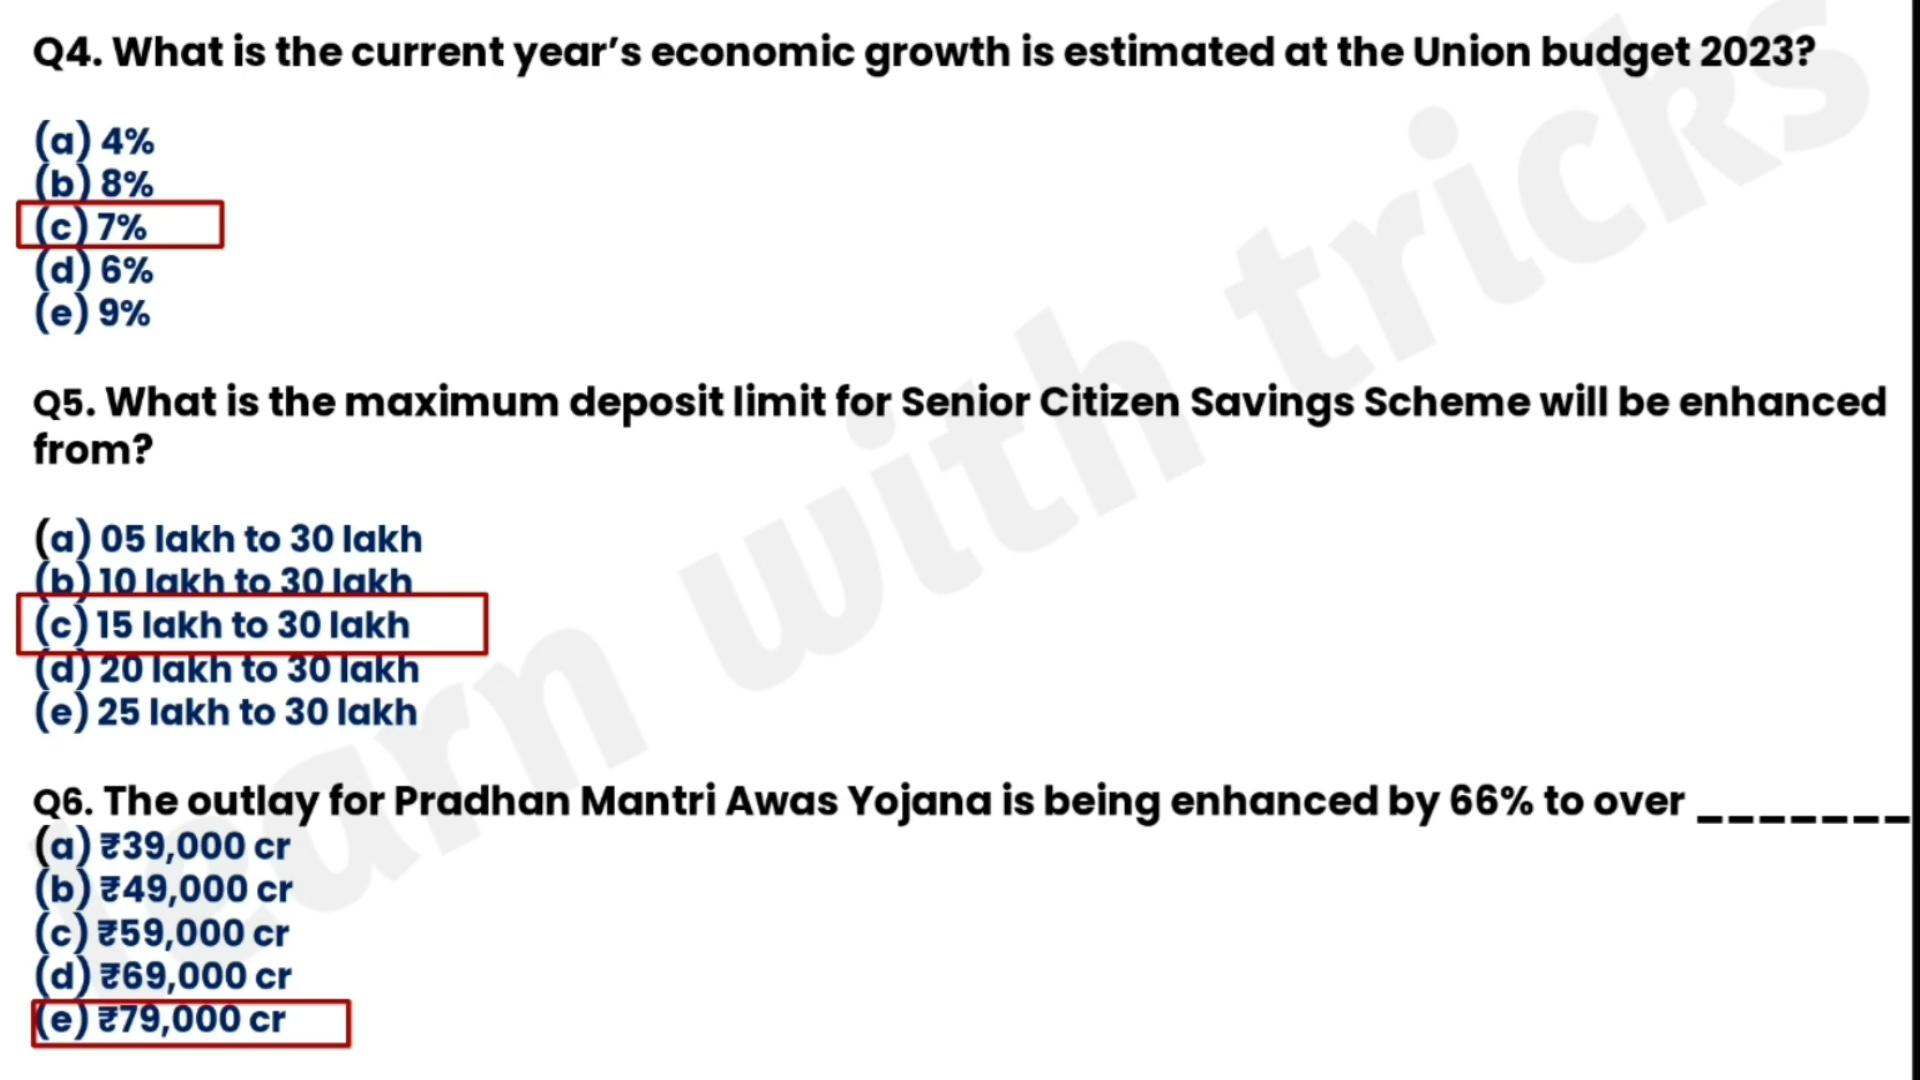 Q4. What is the current year’s economic growth is estimated at the Union budget 2023?
(a) 4%
(b) 8%
(c) 7%
(d) 6%
(e) 9%
Q5. What is the maximum deposit limit for Senior Citizen Savings Scheme will be enhanced
from?
(a) 05 lakh to 30 lakh
(b) 10 lakh to 30 lakh
(c) 15 lakh to 30 lakh
(d) 20 lakh to 30 lakh
(e) 25 lakh to 30 lakh
Q6. The outlay for Pradhan Mantri Awas Yojana is being enhanced by 66% to over _______
(a) ₹39,000 cr
(b) ₹49,000 cr
(c) ₹59,000 cr
(d) ₹69,000 cr
(e) ₹79,000 cr
learn with tricks